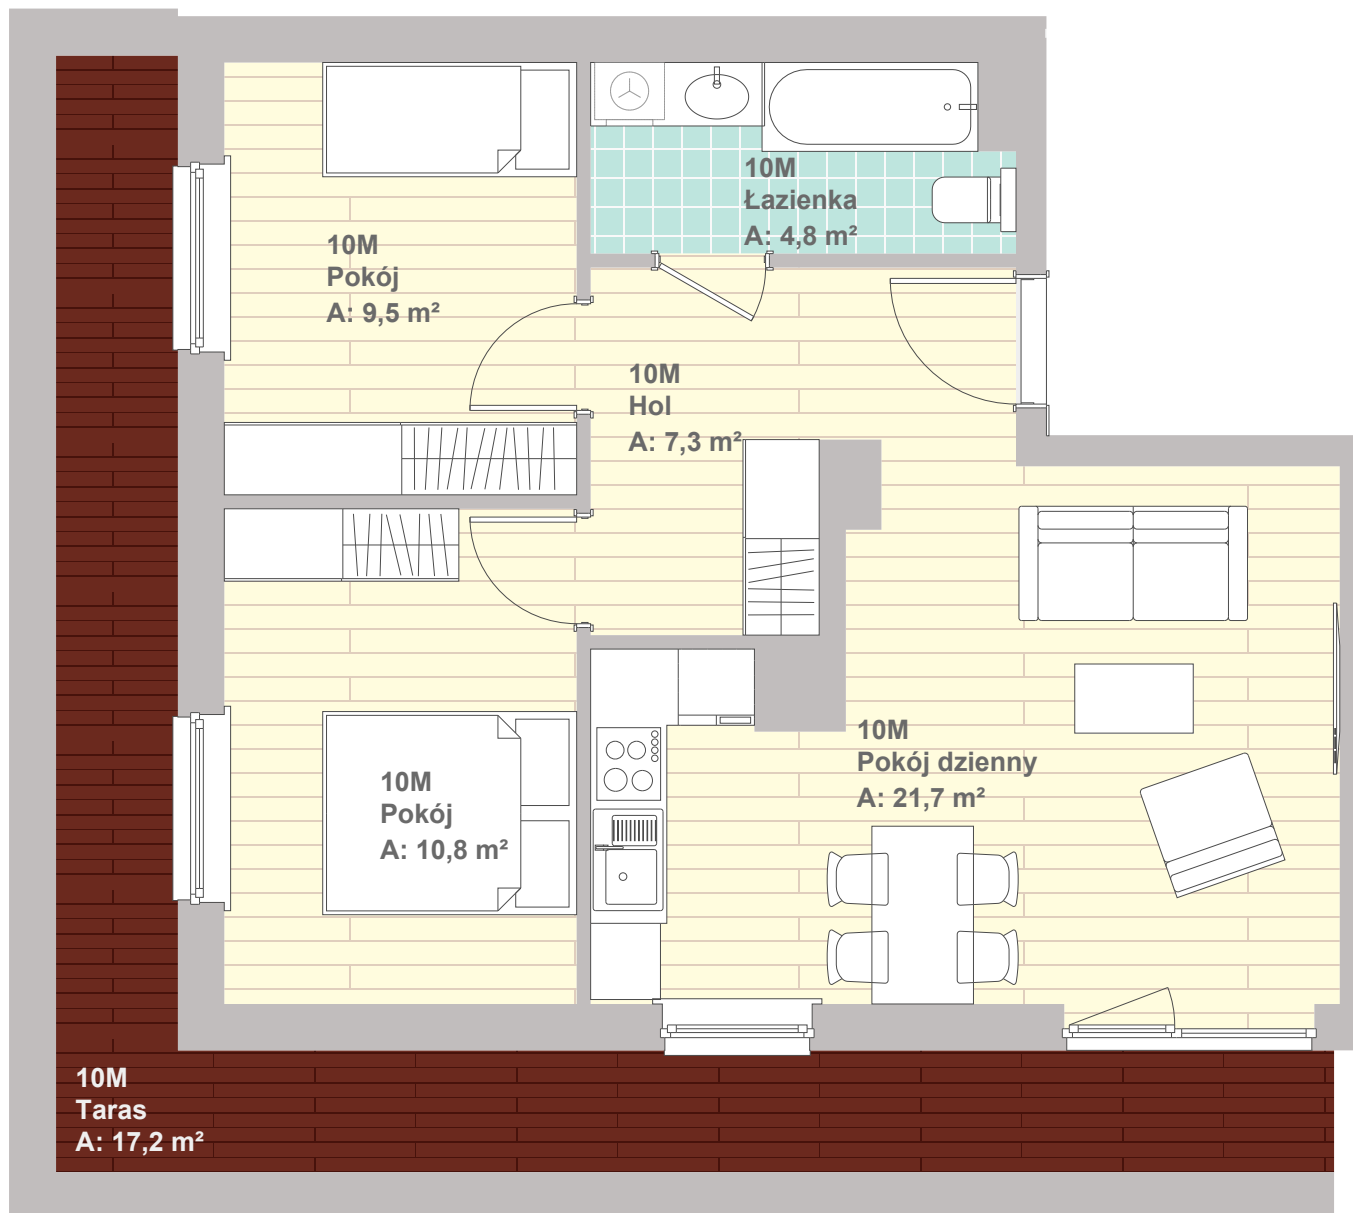 10M
Łazienka
A: 4,8 m²
10M
Pokój
A: 9,5 m²
10M
Hol
A: 7,3 m²
10M
Pokój dzienny
A: 21,7 m²
10M
Pokój
A: 10,8 m²
10M
Taras
A: 17,2 m²